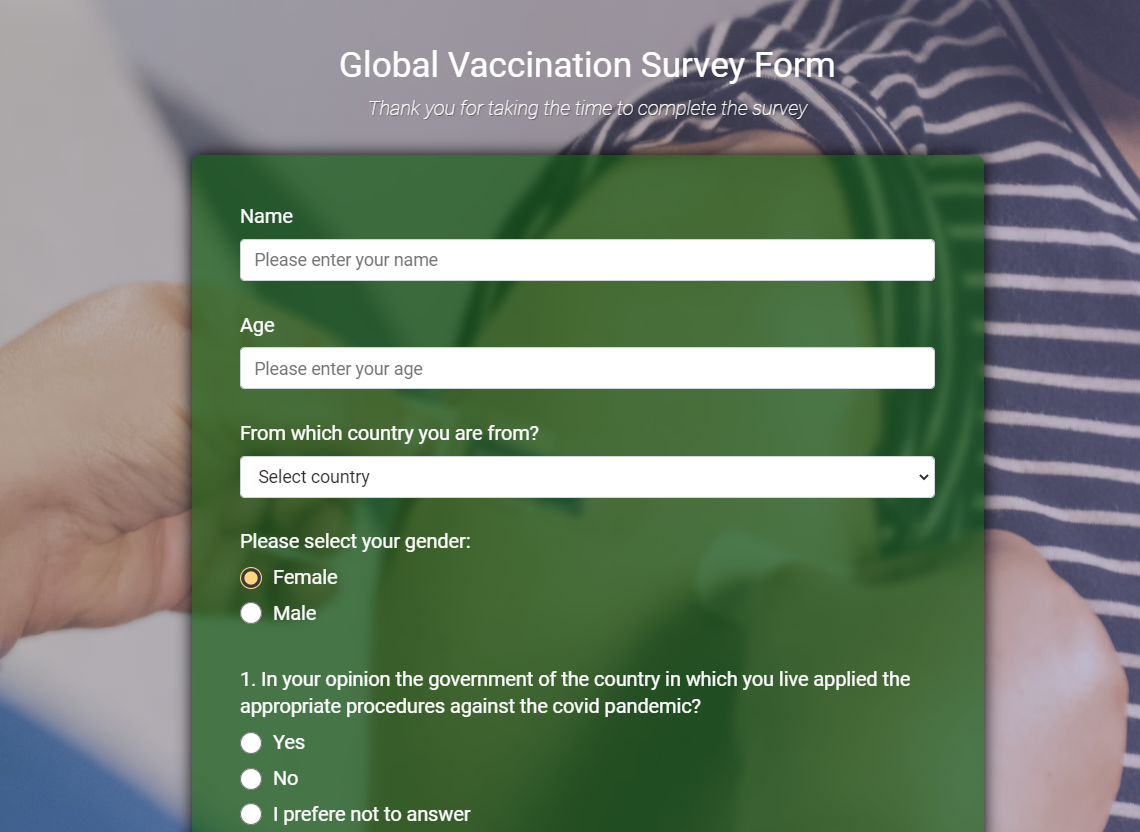 Global Vaccination Survey Form
Thank you for taking the time to complete the survey
Name
Please enter your name
Age
Please enter your age
From which country you are from?
Select country
Please select your gender:
Female
Male
1. In your opinion the government of the country in which you live applied the
appropriate procedures against the covid pandemic?
Yes
No
I prefere not to answer